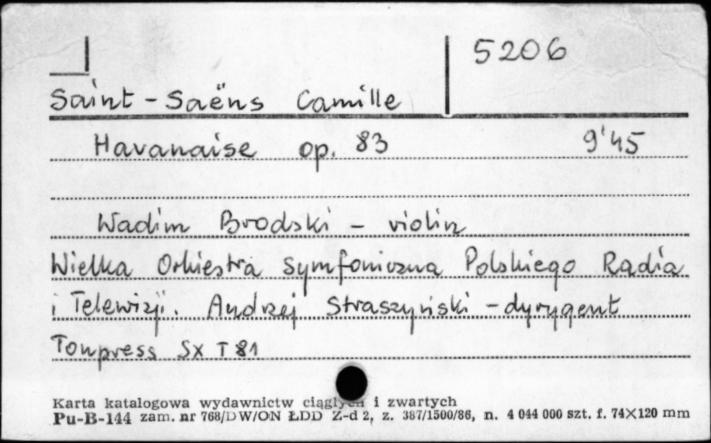 5206
Saint-Saëns Camille
Havanaise op. 83 9'45
Wadim Brodski - violin
Wielka Orkiestra Symfoniczna Polskiego Radia
i Telewizji. Andrzej Straszyński - dyrygent
Tonpress SX T 81
Karta katalogowa wydawnictw ciągłych i zwartych
Pu-B-144 zam. nr 768/DW/ON ŁDD Z-d 2, z. 387/1500/86, n. 4 044 000 szt. f. 74×120 mm